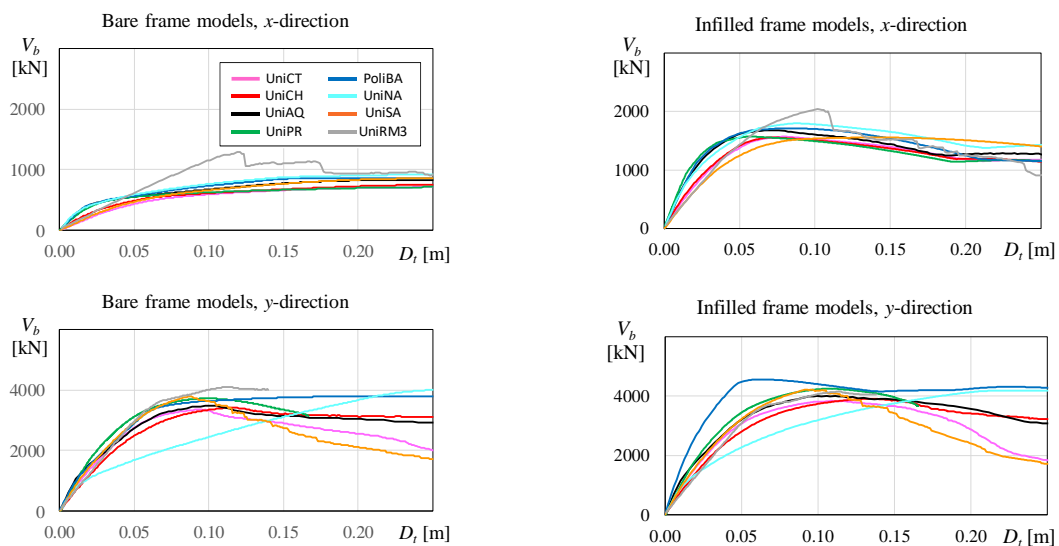 Bare frame models, x-direction
V_b
[kN]
2000
1000
0
UniCT PoliBA
UniCH UniNA
UniAQ UniSA
UniPR UniRM3
0.00 0.05 0.10 0.15 0.20 D_t [m]
Infilled frame models, x-direction
V_b
[kN]
2000
1000
0
0.00 0.05 0.10 0.15 0.20 D_t [m]
Bare frame models, y-direction
V_b
[kN]
4000
2000
0
0.00 0.05 0.10 0.15 0.20 D_t [m]
Infilled frame models, y-direction
V_b
[kN]
4000
2000
0
0.00 0.05 0.10 0.15 0.20 D_t [m]